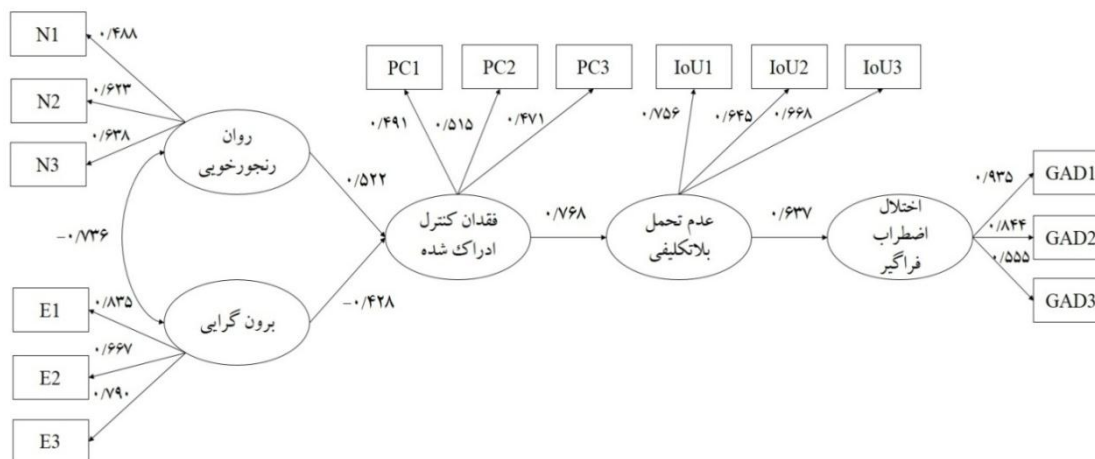 N1
۰/۴۸۸
N2
۰/۶۲۳
N3
۰/۶۳۸
روان
رنجورخویی
PC1
PC2
PC3
۰/۴۹۱
۰/۵۱۵
۰/۴۷۱
IoU1
IoU2
IoU3
۰/۷۵۶
۰/۶۴۵
۰/۶۶۸
۰/۵۲۲
−۰/۷۳۶
فقدان کنترل
ادراک شده
۰/۷۶۸
عدم تحمل
بلاتکلیفی
۰/۶۳۷
اختلال
اضطراب
فراگیر
۰/۹۳۵
GAD1
۰/۸۴۴
GAD2
۰/۵۵۵
GAD3
−۰/۴۲۸
برون گرایی
E1
۰/۸۳۵
E2
۰/۶۶۷
E3
۰/۷۹۰